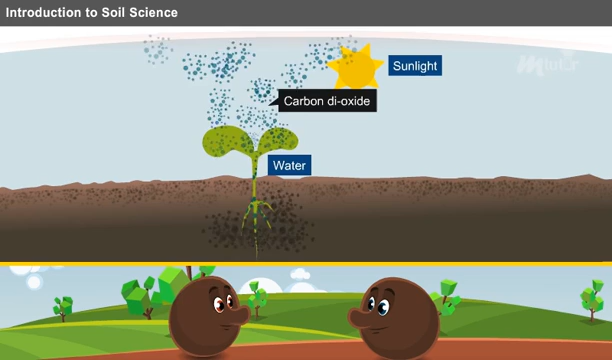 Introduction to Soil Science
Sunlight
Carbon di-oxide
Water